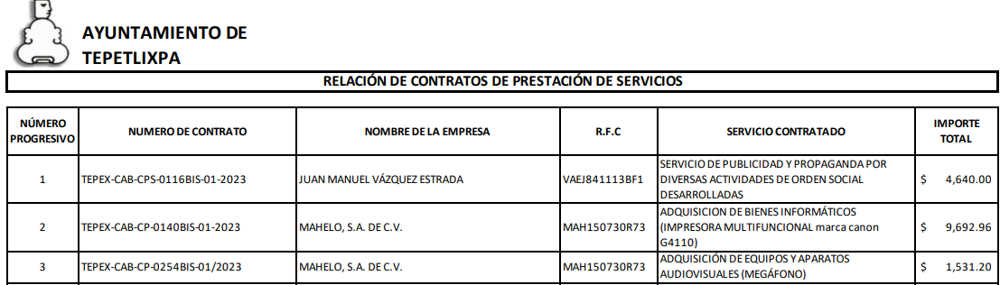 AYUNTAMIENTO DE
TEPETLIXPA
RELACIÓN DE CONTRATOS DE PRESTACIÓN DE SERVICIOS
NÚMERO
PROGRESIVO
NUMERO DE CONTRATO
NOMBRE DE LA EMPRESA
R.F.C
SERVICIO CONTRATADO
IMPORTE
TOTAL
1
TEPEX-CAB-CPS-0116BIS-01-2023
JUAN MANUEL VÁZQUEZ ESTRADA
VAEJ841113BF1
SERVICIO DE PUBLICIDAD Y PROPAGANDA POR
DIVERSAS ACTIVIDADES DE ORDEN SOCIAL
DESARROLLADAS
$ 4,640.00
2
TEPEX-CAB-CP-0140BIS-01-2023
MAHELO, S.A. DE C.V.
MAH150730R73
ADQUISICION DE BIENES INFORMÁTICOS
(IMPRESORA MULTIFUNCIONAL marca canon
G4110)
$ 9,692.96
3
TEPEX-CAB-CP-0254BIS-01/2023
MAHELO, S.A. DE C.V.
MAH150730R73
ADQUISICIÓN DE EQUIPOS Y APARATOS
AUDIOVISUALES (MEGÁFONO)
$ 1,531.20